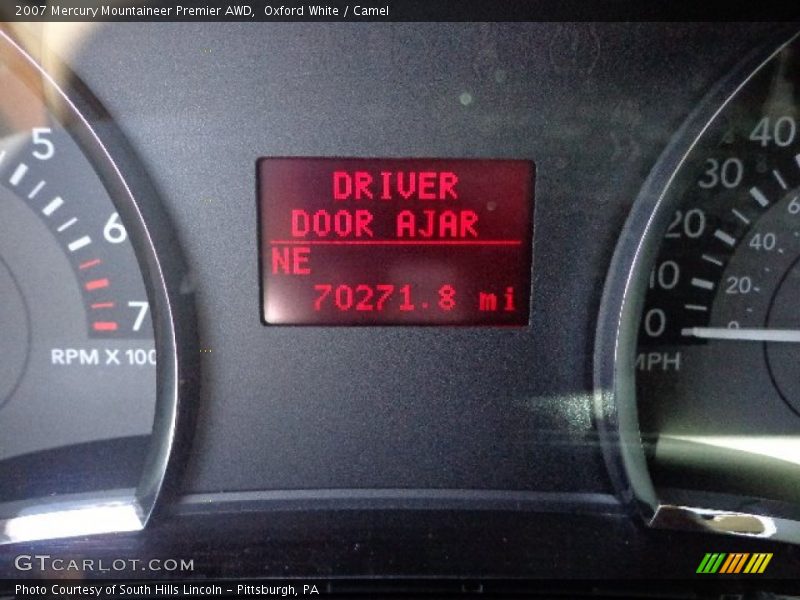 2007 Mercury Mountaineer Premier AWD, Oxford White / Camel
DRIVER
DOOR AJAR
NE
70271.8 mi
5
6
7
RPM X 100
40
30
20
10
0
60
40
20
0
MPH
GTCARLOT.COM
Photo Courtesy of South Hills Lincoln - Pittsburgh, PA